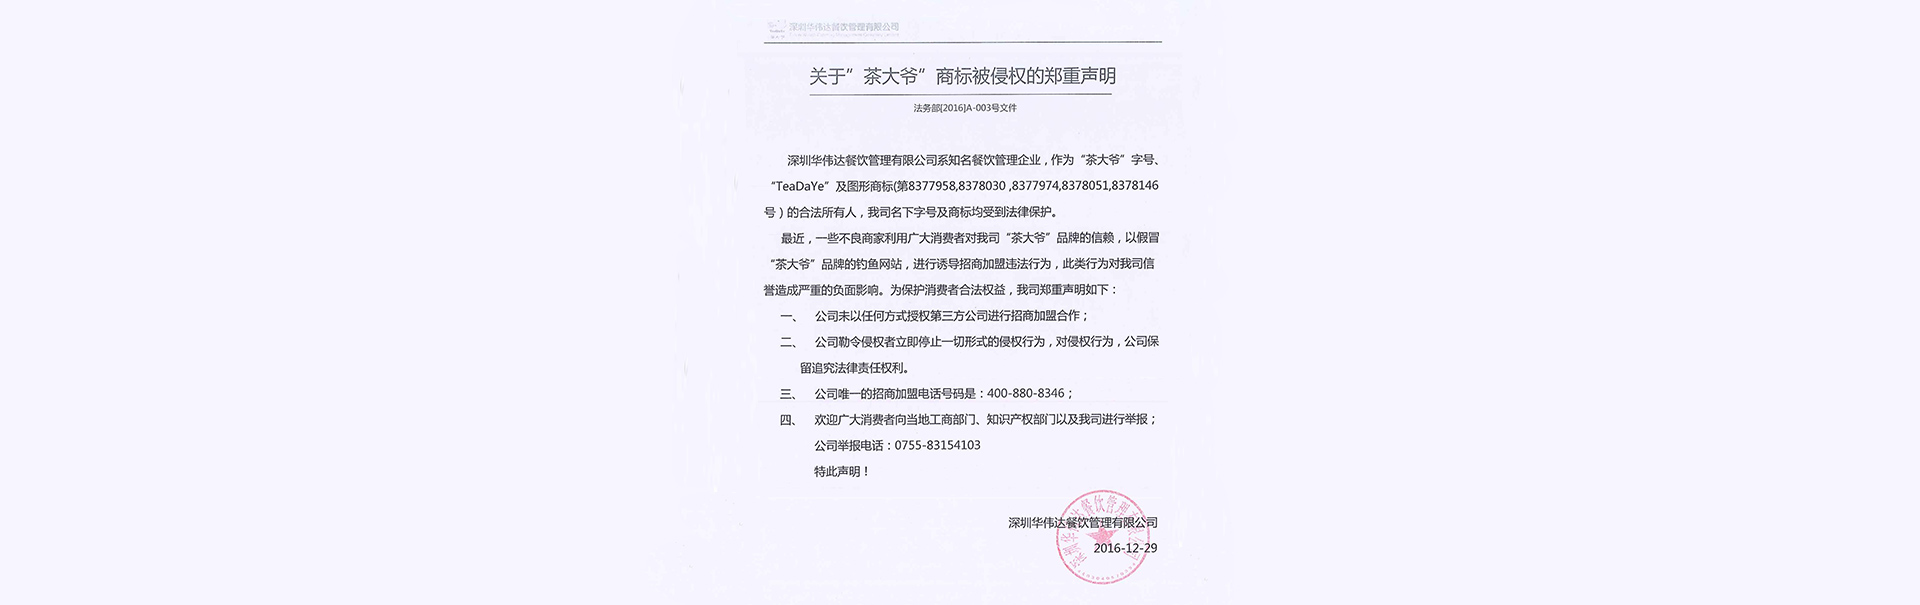 深圳华伟达餐饮管理有限公司
关于”茶大爷”商标被侵权的郑重声明
法务部[2016]A-003号文件
深圳华伟达餐饮管理有限公司系知名餐饮管理企业，作为“茶大爷”字号、
“TeaDaYe”及图形商标(第8377958,8378030 ,8377974,8378051,8378146
号）的合法所有人，我司名下字号及商标均受到法律保护。
最近，一些不良商家利用广大消费者对我司“茶大爷”品牌的信赖，以假冒
“茶大爷”品牌的钓鱼网站，进行诱导招商加盟违法行为，此类行为对我司信
誉造成严重的负面影响。为保护消费者合法权益，我司郑重声明如下：
一、 公司未以任何方式授权第三方公司进行招商加盟合作；
二、 公司勒令侵权者立即停止一切形式的侵权行为，对侵权行为，公司保
留追究法律责任权利。
三、 公司唯一的招商加盟电话号码是：400-880-8346；
四、 欢迎广大消费者向当地工商部门、知识产权部门以及我司进行举报；
公司举报电话：0755-83154103
特此声明！
深圳华伟达餐饮管理有限公司
2016-12-29
深圳华伟达餐饮管理有限公司